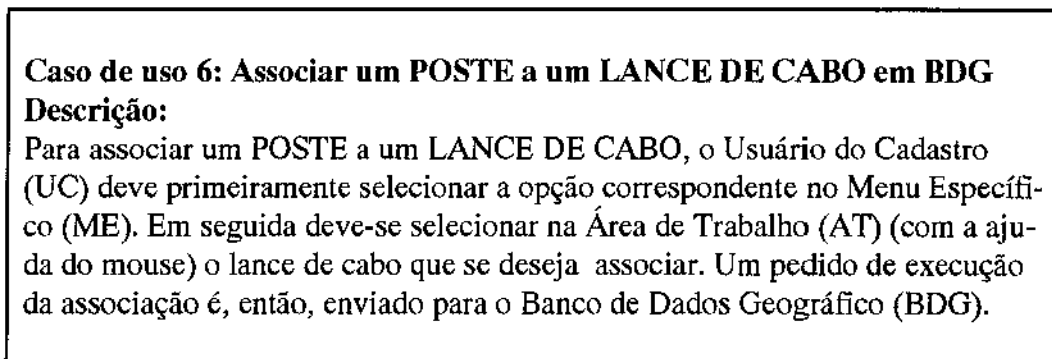 Caso de uso 6: Associar um POSTE a um LANCE DE CABO em BDG
Descrição:
Para associar um POSTE a um LANCE DE CABO, o Usuário do Cadastro
(UC) deve primeiramente selecionar a opção correspondente no Menu Específi-
co (ME). Em seguida deve-se selecionar na Área de Trabalho (AT) (com a aju-
da do mouse) o lance de cabo que se deseja associar. Um pedido de execução
da associação é, então, enviado para o Banco de Dados Geográfico (BDG).